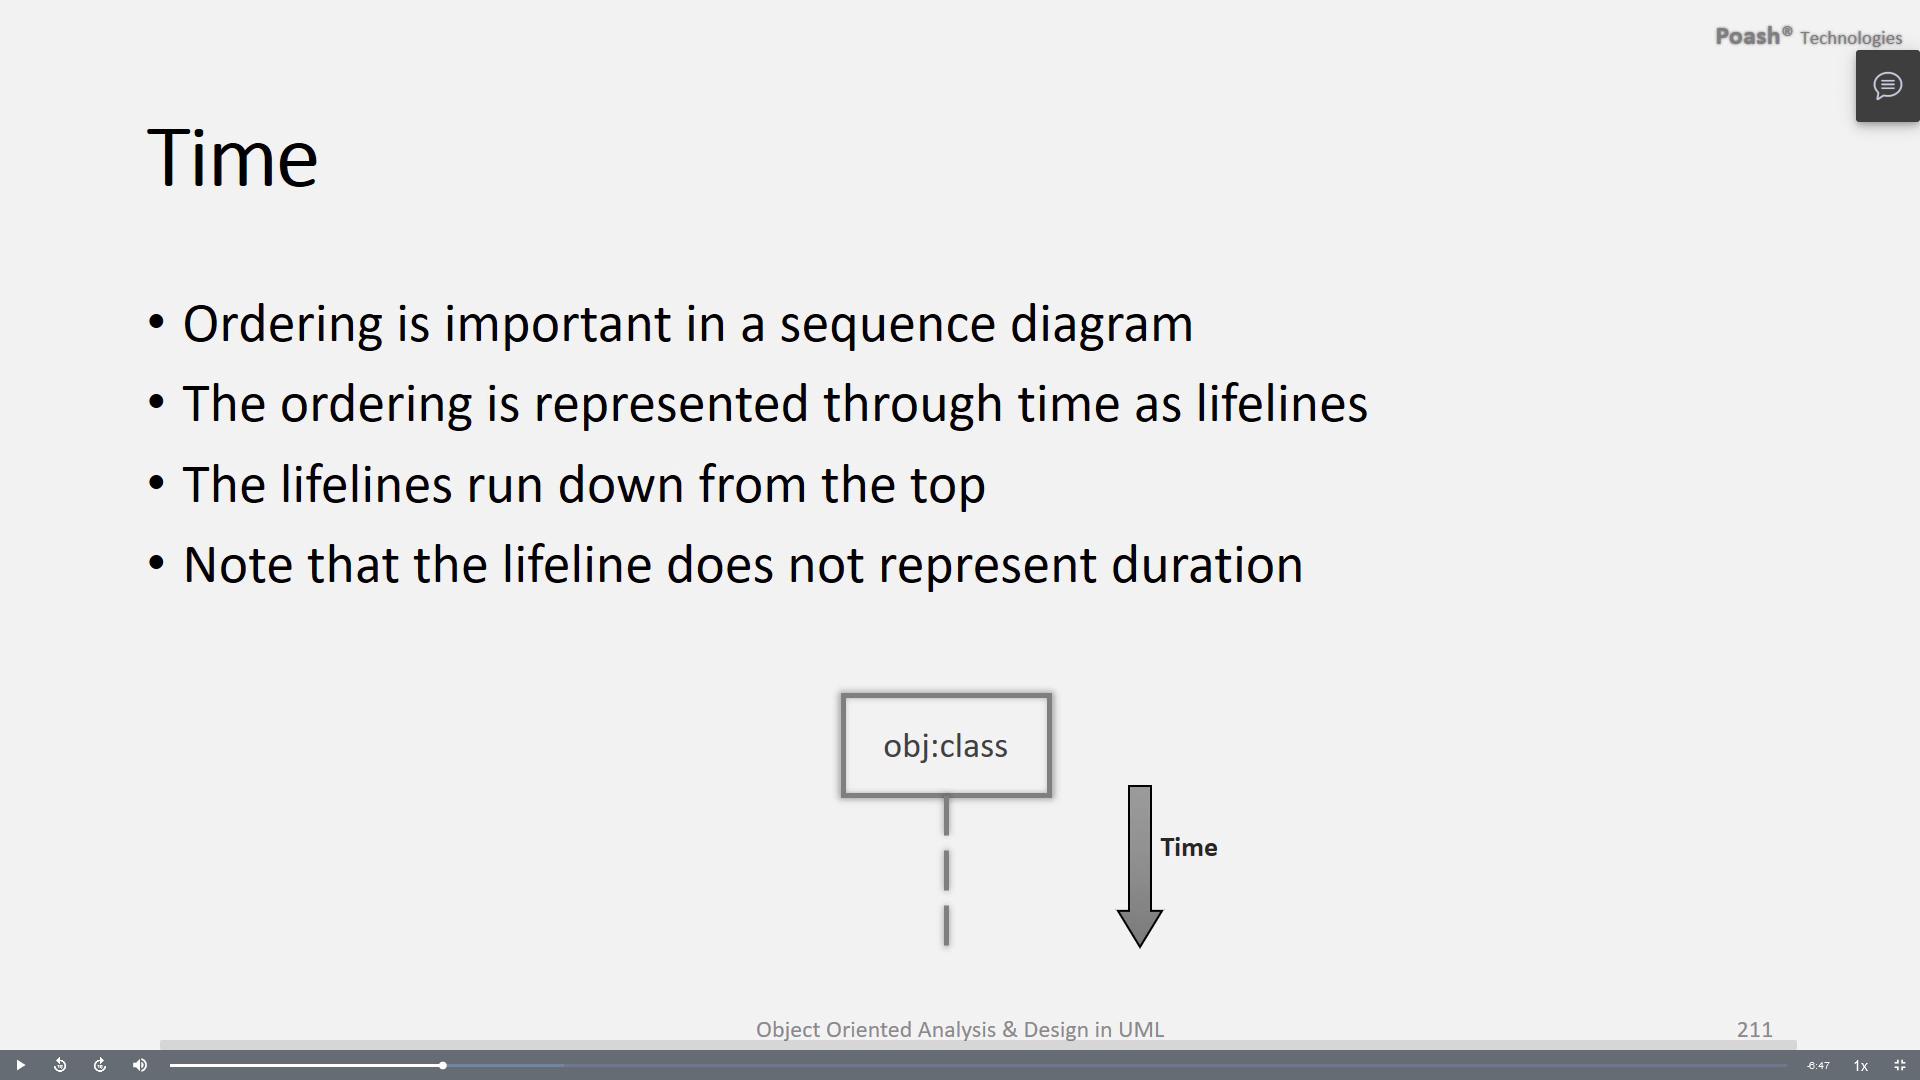 Poash® Technologies
Time
• Ordering is important in a sequence diagram
• The ordering is represented through time as lifelines
• The lifelines run down from the top
• Note that the lifeline does not represent duration
obj:class
Time
Object Oriented Analysis & Design in UML
211
-6:47
1x